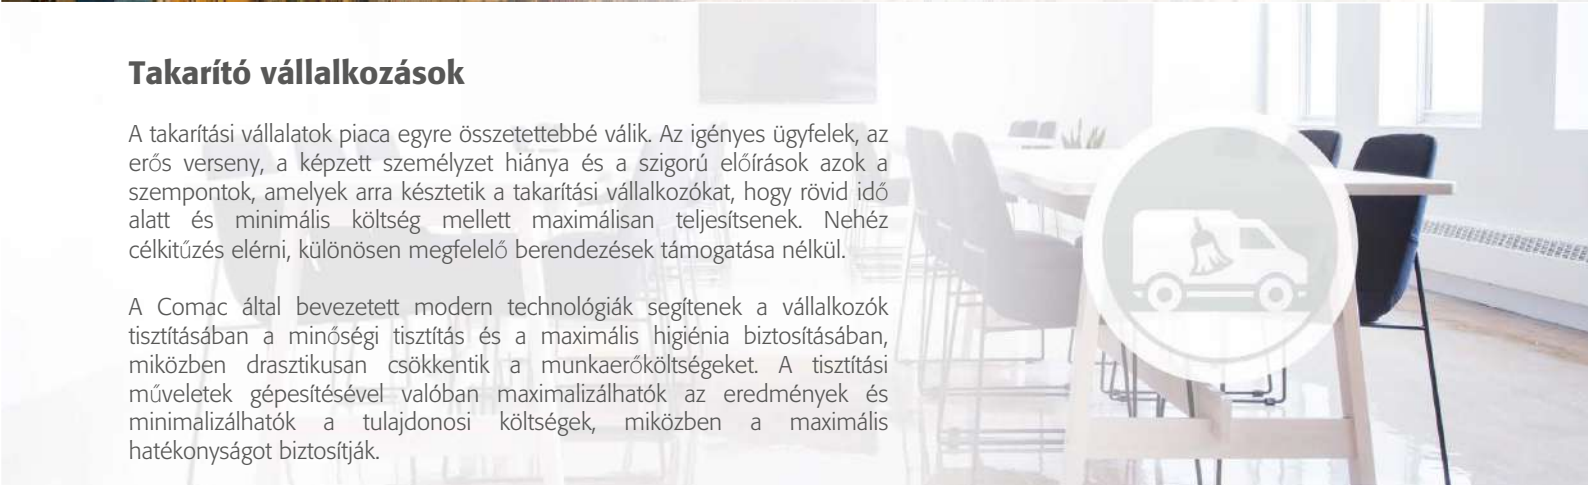 Takarító vállalkozások
A takarítási vállalatok piaca egyre összetettebbé válik. Az igényes ügyfelek, az
erős verseny, a képzett személyzet hiánya és a szigorú előírások azok a
szempontok, amelyek arra késztetik a takarítási vállalkozókat, hogy rövid idő
alatt és minimális költség mellett maximálisan teljesítsenek. Nehéz
célkitűzés elérni, különösen megfelelő berendezések támogatása nélkül.
A Comac által bevezetett modern technológiák segítenek a vállalkozók
tisztításában a minőségi tisztítás és a maximális higiénia biztosításában,
miközben drasztikusan csökkentik a munkaerőköltségeket. A tisztítási
műveletek gépesítésével valóban maximalizálhatók az eredmények és
minimalizálhatók a tulajdonosi költségek, miközben a maximális
hatékonyságot biztosítják.